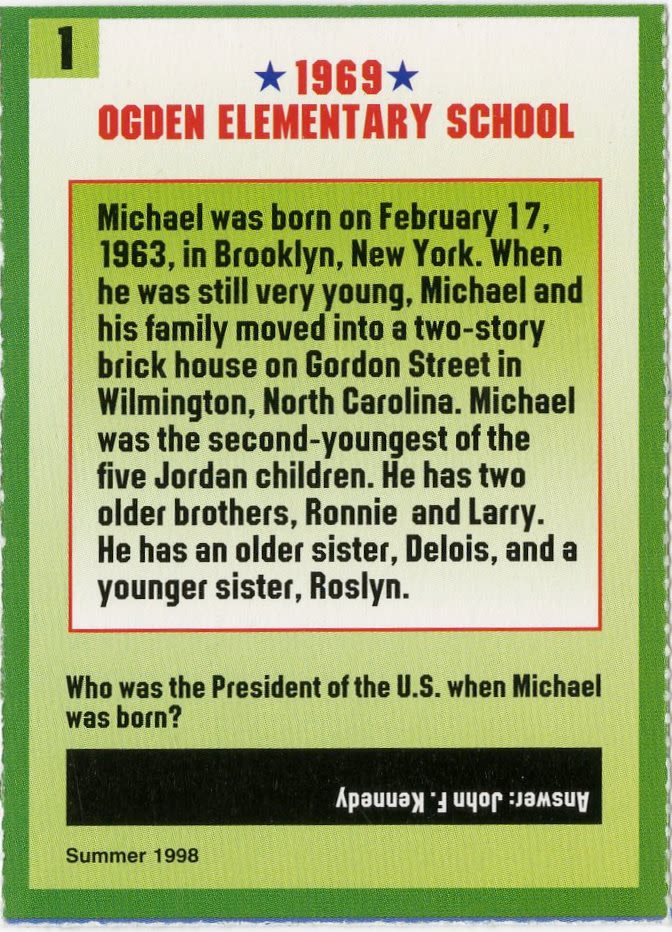 1
★1969★
OGDEN ELEMENTARY SCHOOL
Michael was born on February 17,
1963, in Brooklyn, New York. When
he was still very young, Michael and
his family moved into a two-story
brick house on Gordon Street in
Wilmington, North Carolina. Michael
was the second-youngest of the
five Jordan children. He has two
older brothers, Ronnie and Larry.
He has an older sister, Delois, and a
younger sister, Roslyn.
Who was the President of the U.S. when Michael
was born?
Answer: John F. Kennedy
Summer 1998